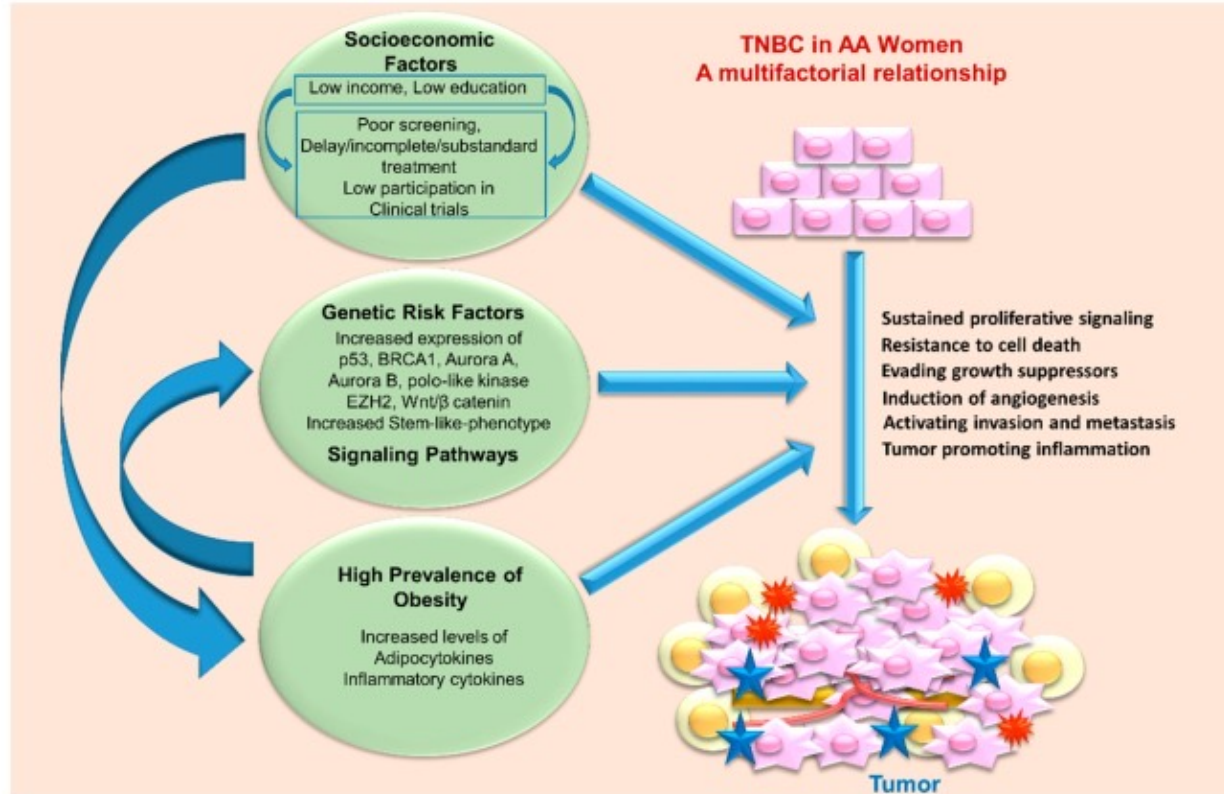 Socioeconomic
Factors
Low income, Low education
Poor screening,
Delay/incomplete/substandard
treatment
Low participation in
Clinical trials
Genetic Risk Factors
Increased expression of
p53, BRCA1, Aurora A,
Aurora B, polo-like kinase
EZH2, Wnt/β catenin
Increased Stem-like-phenotype
Signaling Pathways
High Prevalence of
Obesity
Increased levels of
Adipocytokines
Inflammatory cytokines
TNBC in AA Women
A multifactorial relationship
Sustained proliferative signaling
Resistance to cell death
Evading growth suppressors
Induction of angiogenesis
Activating invasion and metastasis
Tumor promoting inflammation
Tumor